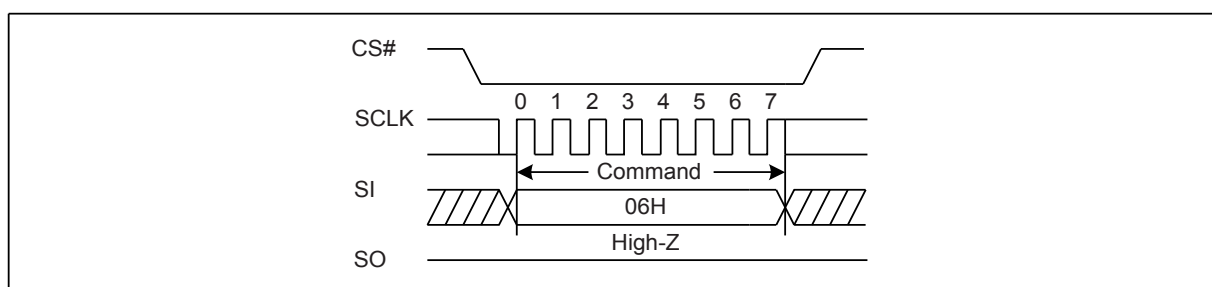 CS#
0 1 2 3 4 5 6 7
SCLK
Command
SI
06H
High-Z
SO